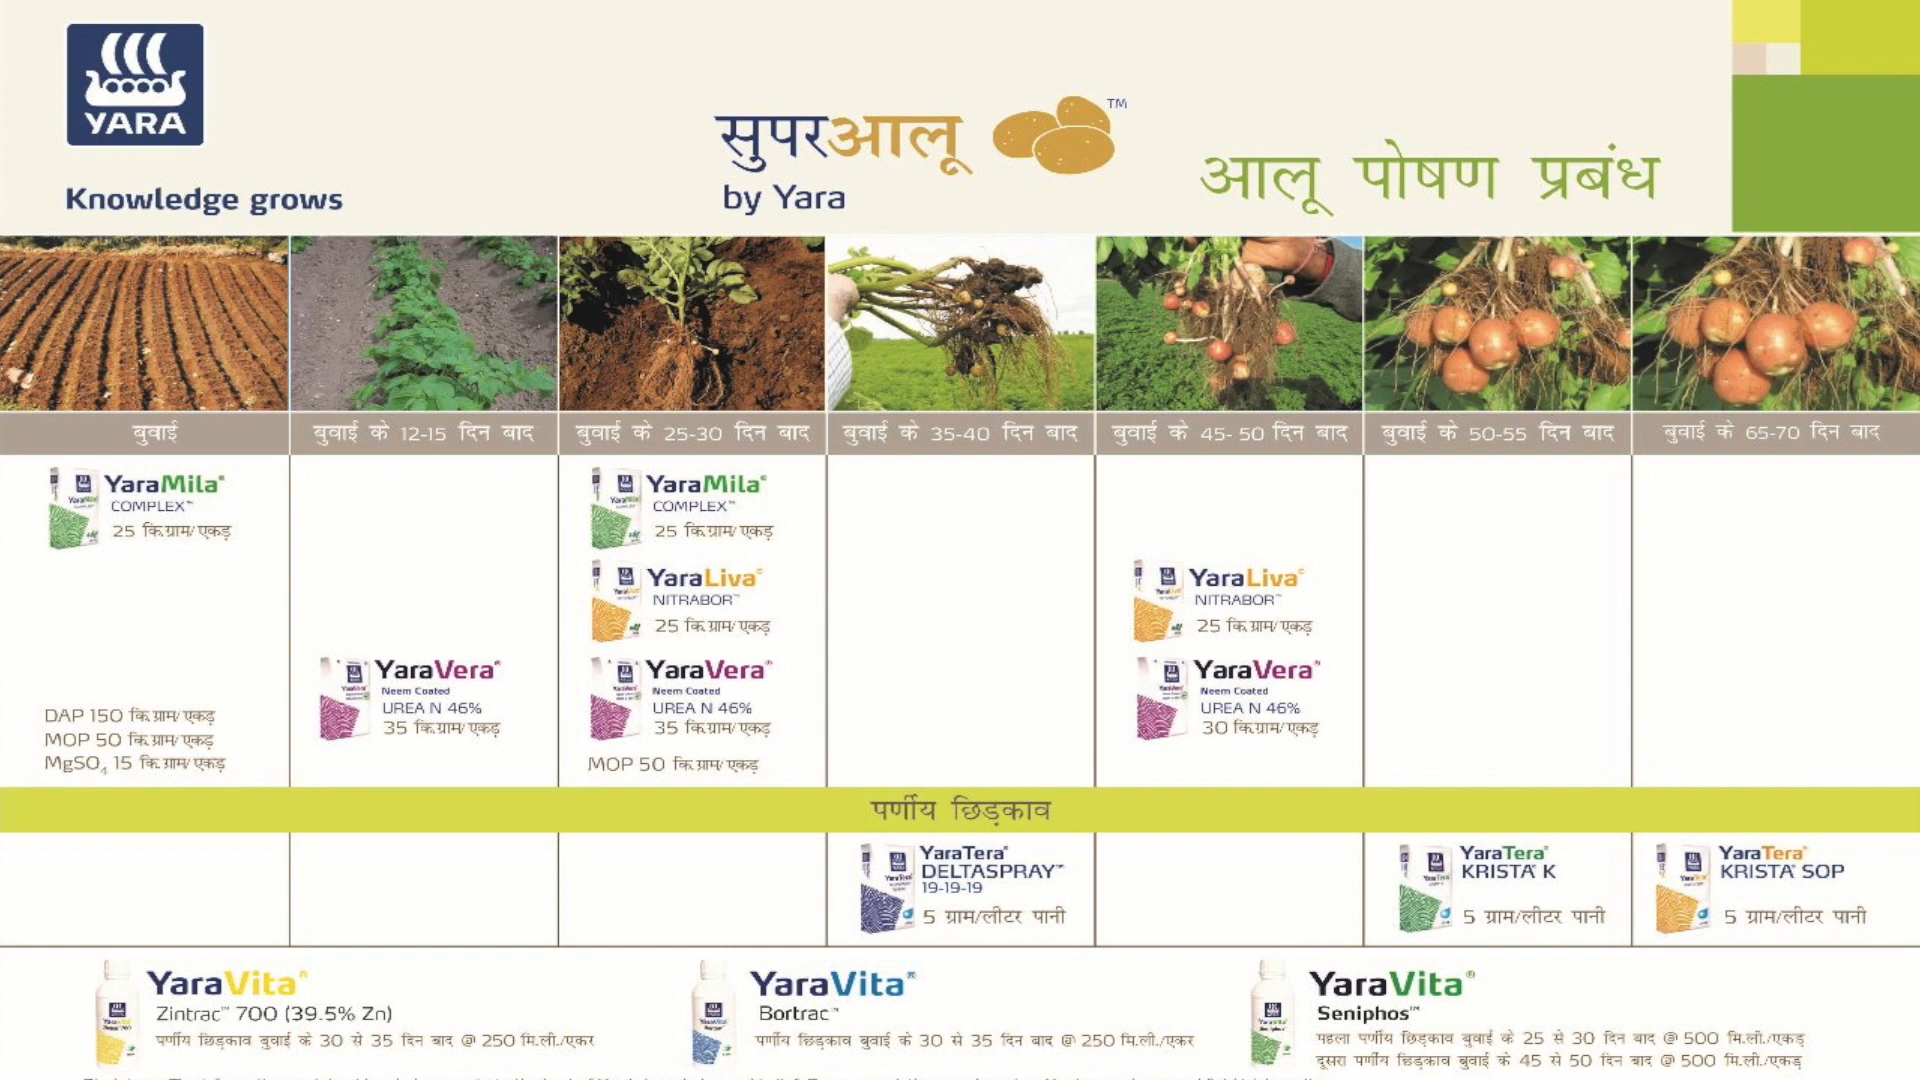 YARA
Knowledge grows
सुपरआलू ™
by Yara
आलू पोषण प्रबंध
बुवाई
बुवाई के 12-15 दिन बाद
बुवाई के 25-30 दिन बाद
बुवाई के 35-40 दिन बाद
बुवाई के 45- 50 दिन बाद
बुवाई के 50-55 दिन बाद
बुवाई के 65-70 दिन बाद
YaraMila®
COMPLEX™
25 कि.ग्राम/एकड़
DAP 150 कि.ग्राम/एकड़
MOP 50 कि.ग्राम/एकड़
MgSO₄ 15 कि.ग्राम/एकड़
YaraVera®
Neem Coated
UREA N 46%
35 कि.ग्राम/एकड़
YaraMila®
COMPLEX™
25 कि.ग्राम/एकड़
YaraLiva®
NITRABOR™
25 कि.ग्राम/एकड़
YaraVera®
Neem Coated
UREA N 46%
35 कि.ग्राम/एकड़
MOP 50 कि.ग्राम/एकड़
YaraLiva®
NITRABOR™
25 कि.ग्राम/एकड़
YaraVera®
Neem Coated
UREA N 46%
30 कि.ग्राम/एकड़
पर्णीय छिड़काव
YaraTera®
DELTASPRAY™
19-19-19
5 ग्राम/लीटर पानी
YaraTera®
KRISTA® K
5 ग्राम/लीटर पानी
YaraTera®
KRISTA® SOP
5 ग्राम/लीटर पानी
YaraVita®
Zintrac™ 700 (39.5% Zn)
पर्णीय छिड़काव बुवाई के 30 से 35 दिन बाद @ 250 मि.ली./एकर
YaraVita®
Bortrac™
पर्णीय छिड़काव बुवाई के 30 से 35 दिन बाद @ 250 मि.ली./एकर
YaraVita®
Seniphos™
पहला पर्णीय छिड़काव बुवाई के 25 से 30 दिन बाद @ 500 मि.ली./एकड़
दूसरा पर्णीय छिड़काव बुवाई के 45 से 50 दिन बाद @ 500 मि.ली./एकड़